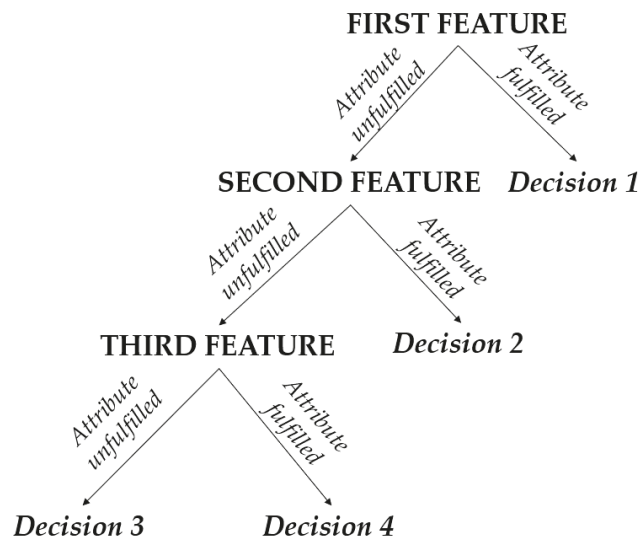 FIRST FEATURE
Attribute
unfulfilled
Attribute
fulfilled
SECOND FEATURE
Decision 1
Attribute
unfulfilled
Attribute
fulfilled
THIRD FEATURE
Decision 2
Attribute
unfulfilled
Attribute
fulfilled
Decision 3
Decision 4